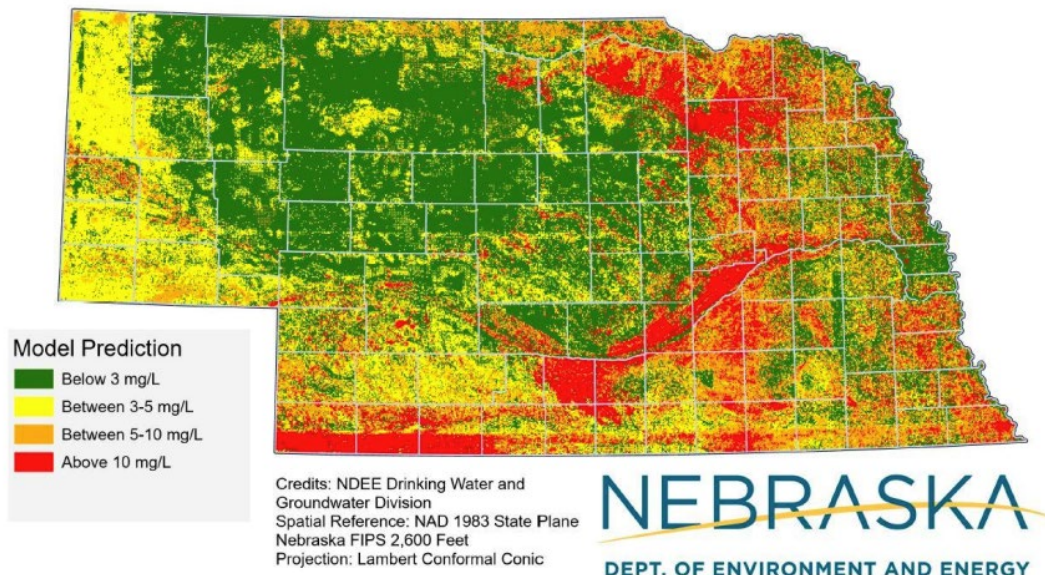 Model Prediction
Below 3 mg/L
Between 3-5 mg/L
Between 5-10 mg/L
Above 10 mg/L
Credits: NDEE Drinking Water and
Groundwater Division
Spatial Reference: NAD 1983 State Plane
Nebraska FIPS 2,600 Feet
Projection: Lambert Conformal Conic
NEBRASKA
DEPT. OF ENVIRONMENT AND ENERGY